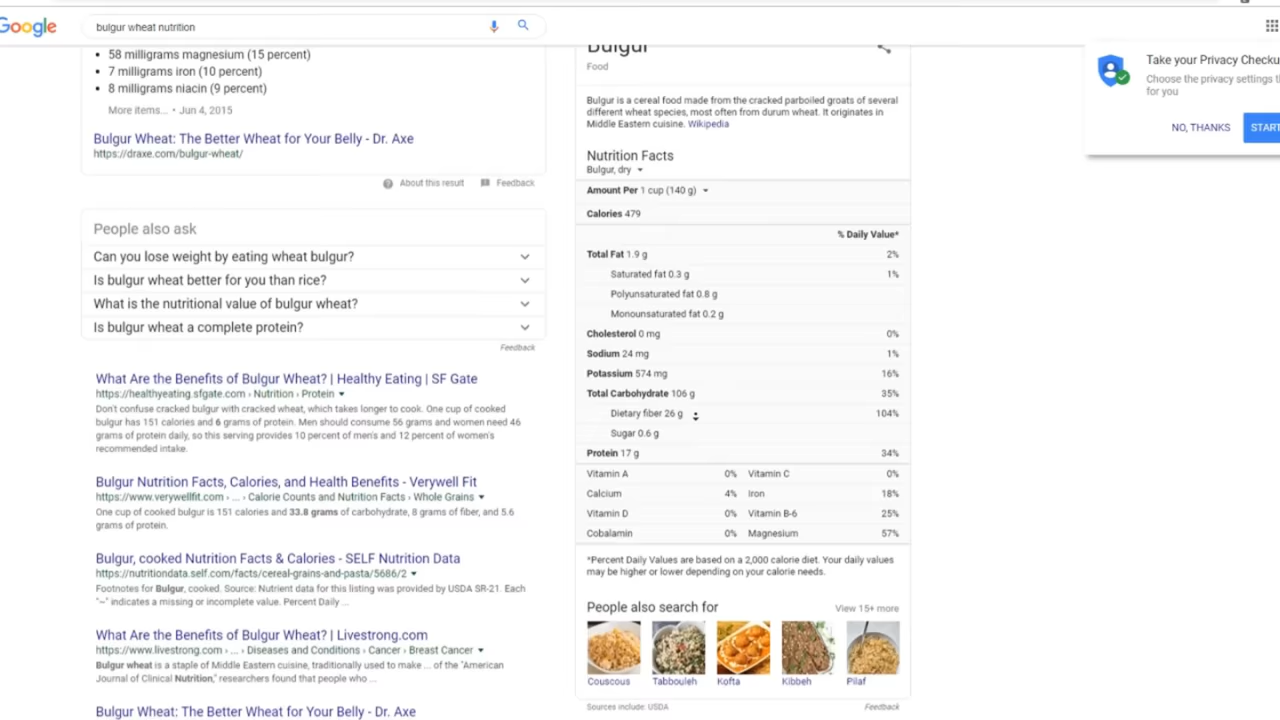 Google
bulgur wheat nutrition
• 58 milligrams magnesium (15 percent)
• 7 milligrams iron (10 percent)
• 8 milligrams niacin (9 percent)
More items... • Jun 4, 2015
Bulgur Wheat: The Better Wheat for Your Belly - Dr. Axe
https://draxe.com/bulgur-wheat/
About this result
Feedback
People also ask
Can you lose weight by eating wheat bulgur?
Is bulgur wheat better for you than rice?
What is the nutritional value of bulgur wheat?
Is bulgur wheat a complete protein?
Feedback
What Are the Benefits of Bulgur Wheat? | Healthy Eating | SF Gate
https://healthyeating.sfgate.com › Nutrition › Protein
Don't confuse cracked bulgur with cracked wheat, which takes longer to cook. One cup of cooked
bulgur has 151 calories and 6 grams of protein. Men should consume 56 grams and women need 46
grams of protein daily, so this serving provides 10 percent of men's and 12 percent of women's
recommended intake.
Bulgur Nutrition Facts, Calories, and Health Benefits - Verywell Fit
https://www.verywellfit.com › ... › Calorie Counts and Nutrition Facts › Whole Grains
One cup of cooked bulgur is 151 calories and 33.8 grams of carbohydrate, 8 grams of fiber, and 5.6
grams of protein.
Bulgur, cooked Nutrition Facts & Calories - SELF Nutrition Data
https://nutritiondata.self.com/facts/cereal-grains-and-pasta/5686/2
Footnotes for Bulgur, cooked. Source: Nutrient data for this listing was provided by USDA SR-21. Each
"~" indicates a missing or incomplete value. Percent Daily ...
What Are the Benefits of Bulgur Wheat? | Livestrong.com
https://www.livestrong.com › ... › Diseases and Conditions › Cancer › Breast Cancer
Bulgur wheat is a staple of Middle Eastern cuisine, traditionally used to make ... of the "American
Journal of Clinical Nutrition," researchers found that people who ...
Bulgur Wheat: The Better Wheat for Your Belly - Dr. Axe
Bulgur
Food
Bulgur is a cereal food made from the cracked parboiled groats of several
different wheat species, most often from durum wheat. It originates in
Middle Eastern cuisine. Wikipedia
Nutrition Facts
Bulgur, dry
Amount Per 1 cup (140 g)
Calories 479
% Daily Value*
Total Fat 1.9 g 2%
Saturated fat 0.3 g 1%
Polyunsaturated fat 0.8 g
Monounsaturated fat 0.2 g
Cholesterol 0 mg 0%
Sodium 24 mg 1%
Potassium 574 mg 16%
Total Carbohydrate 106 g 35%
Dietary fiber 26 g 104%
Sugar 0.6 g
Protein 17 g 34%
Vitamin A 0% Vitamin C 0%
Calcium 4% Iron 18%
Vitamin D 0% Vitamin B-6 25%
Cobalamin 0% Magnesium 57%
*Percent Daily Values are based on a 2,000 calorie diet. Your daily values
may be higher or lower depending on your calorie needs.
People also search for
View 15+ more
Couscous Tabbouleh Kofta Kibbeh Pilaf
Sources include: USDA
Feedback
Take your Privacy Checku
Choose the privacy settings t
for you
NO, THANKS
START